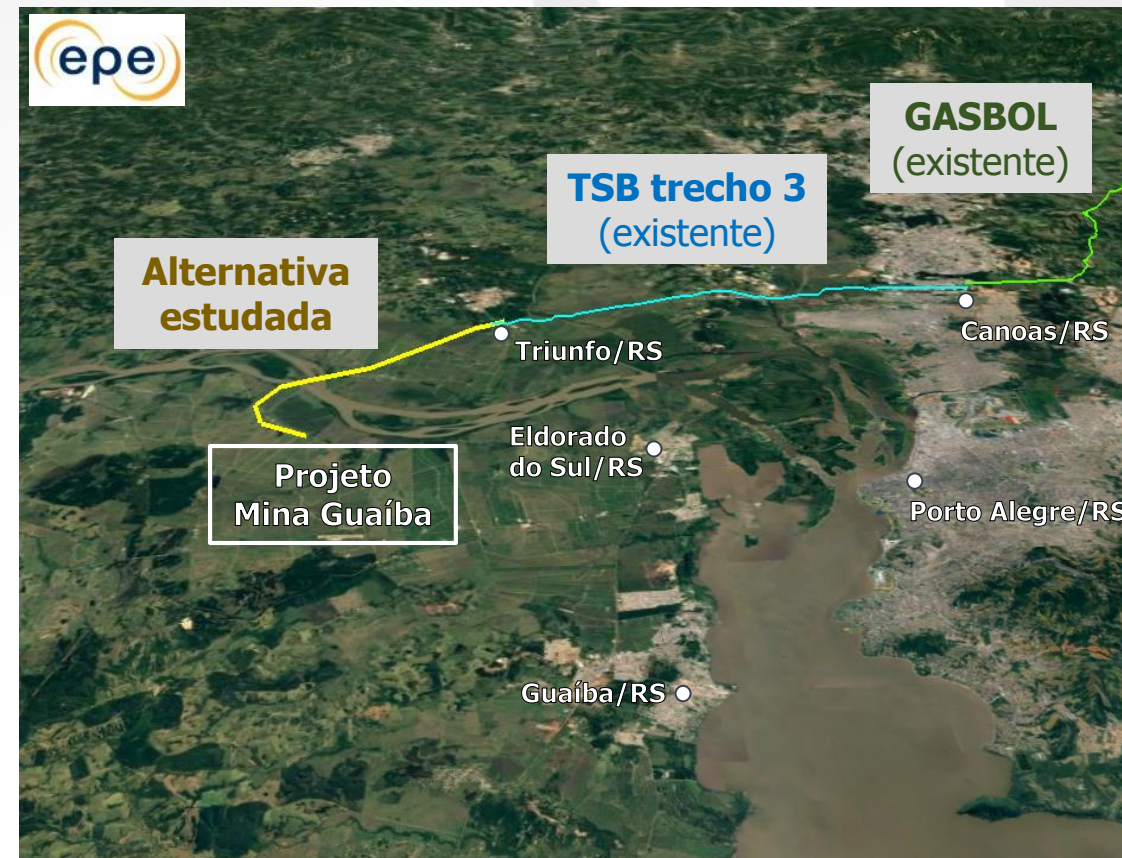 epe
GASBOL
(existente)
TSB trecho 3
(existente)
Alternativa
estudada
Canoas/RS
Triunfo/RS
Eldorado
do Sul/RS
Projeto
Mina Guaíba
Porto Alegre/RS
Guaíba/RS